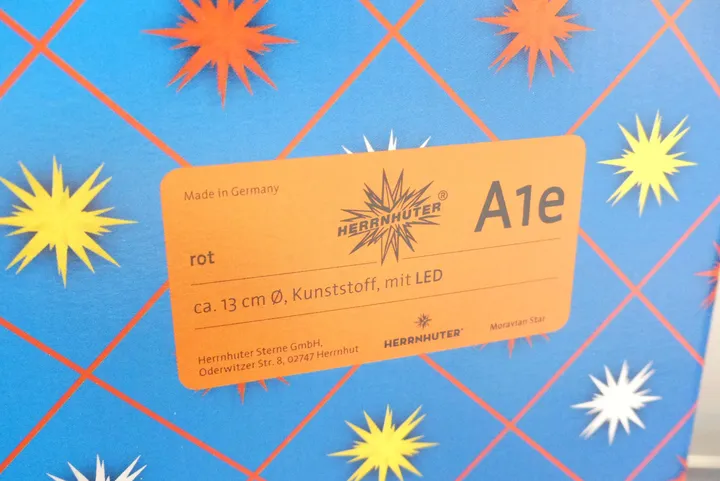 Made in Germany
HERRNHUTER®
A1e
rot
ca. 13 cm Ø, Kunststoff, mit LED
Herrnhuter Sterne GmbH,
Oderwitzer Str. 8, 02747 Herrnhut
HERRNHUTER®
Moravian Star